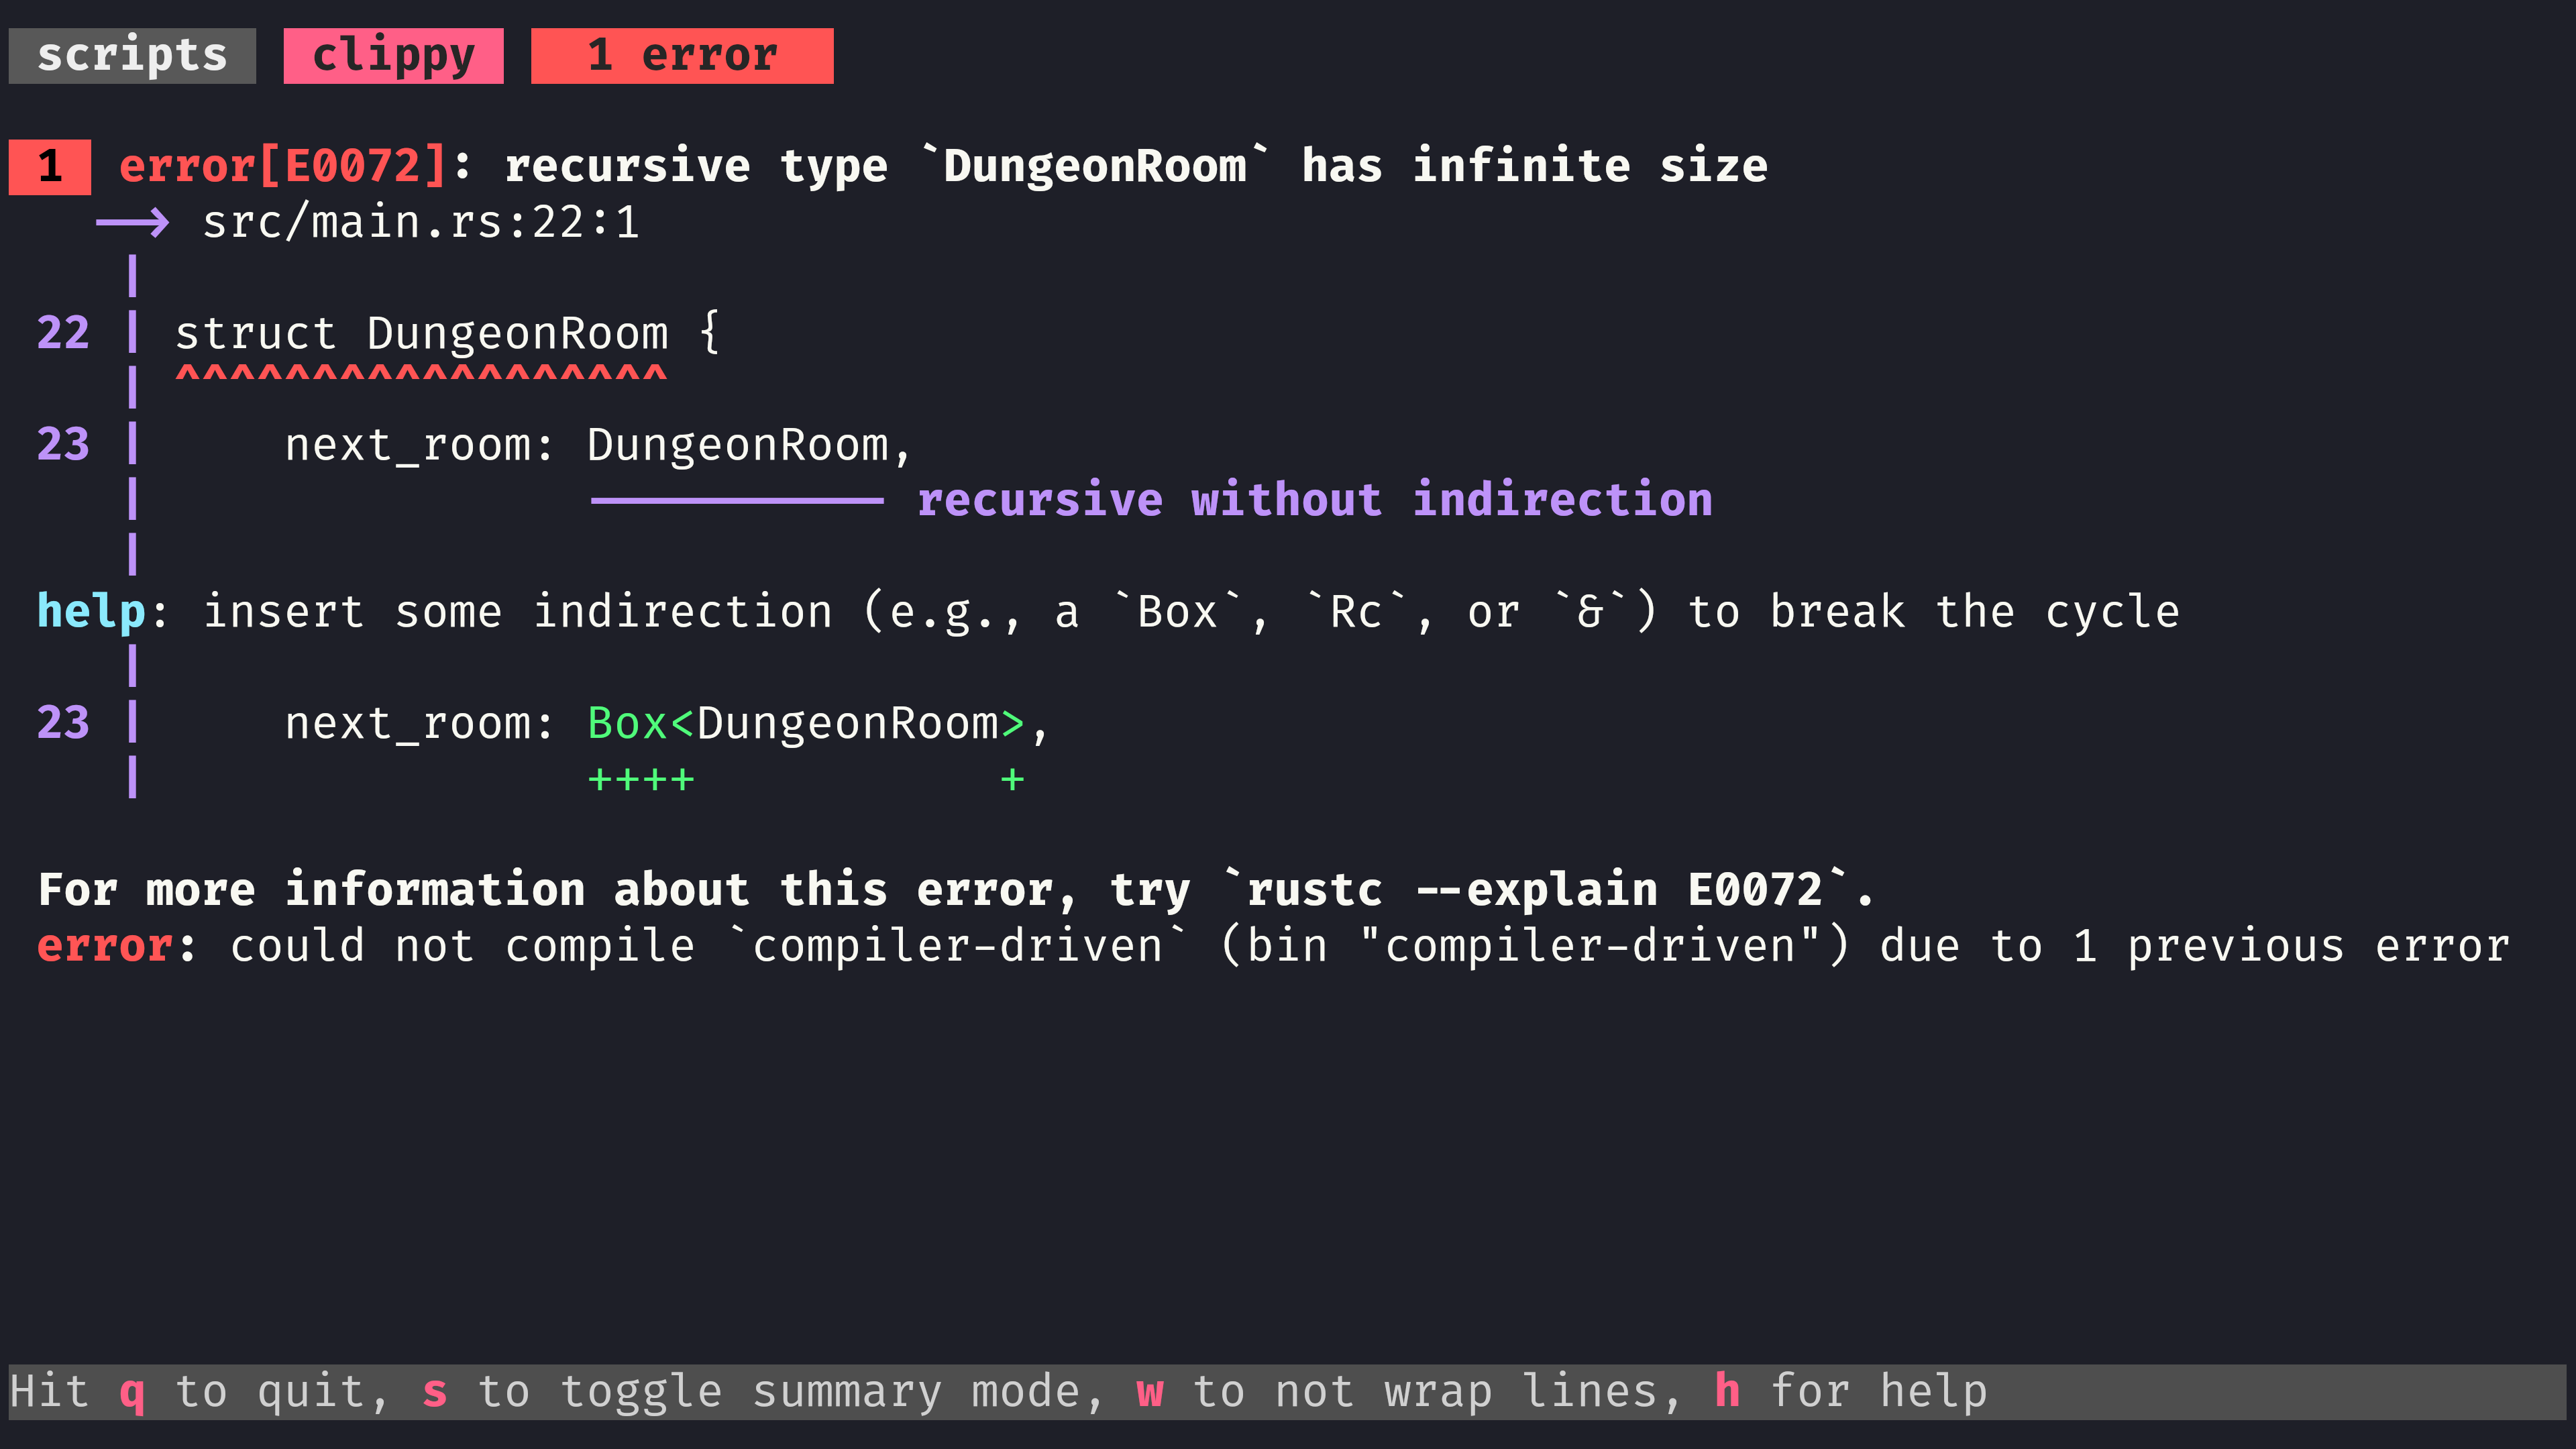 scripts clippy 1 error
1 error[E0072]: recursive type `DungeonRoom` has infinite size
--> src/main.rs:22:1
|
22 | struct DungeonRoom {
| ^^^^^^^^^^^^^^^^^^
23 |     next_room: DungeonRoom,
|                ----------- recursive without indirection
|
help: insert some indirection (e.g., a `Box`, `Rc`, or `&`) to break the cycle
|
23 |     next_room: Box<DungeonRoom>,
|                ++++           +
For more information about this error, try `rustc --explain E0072`.
error: could not compile `compiler-driven` (bin "compiler-driven") due to 1 previous error
Hit q to quit, s to toggle summary mode, w to not wrap lines, h for help